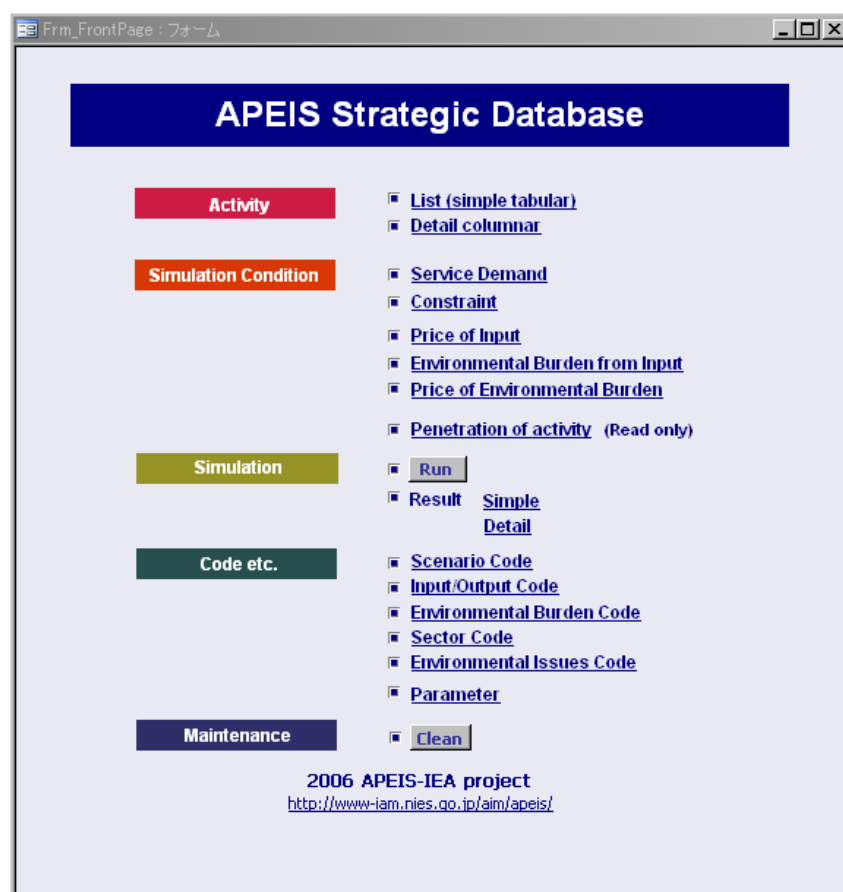 Frm_FrontPage : フォーム
APEIS Strategic Database
Activity
List (simple tabular)
Detail columnar
Simulation Condition
Service Demand
Constraint
Price of Input
Environmental Burden from Input
Price of Environmental Burden
Penetration of activity (Read only)
Simulation
Run
Result Simple
Detail
Code etc.
Scenario Code
Input/Output Code
Environmental Burden Code
Sector Code
Environmental Issues Code
Parameter
Maintenance
Clean
2006 APEIS-IEA project
http://www-iam.nies.go.jp/aim/apeis/